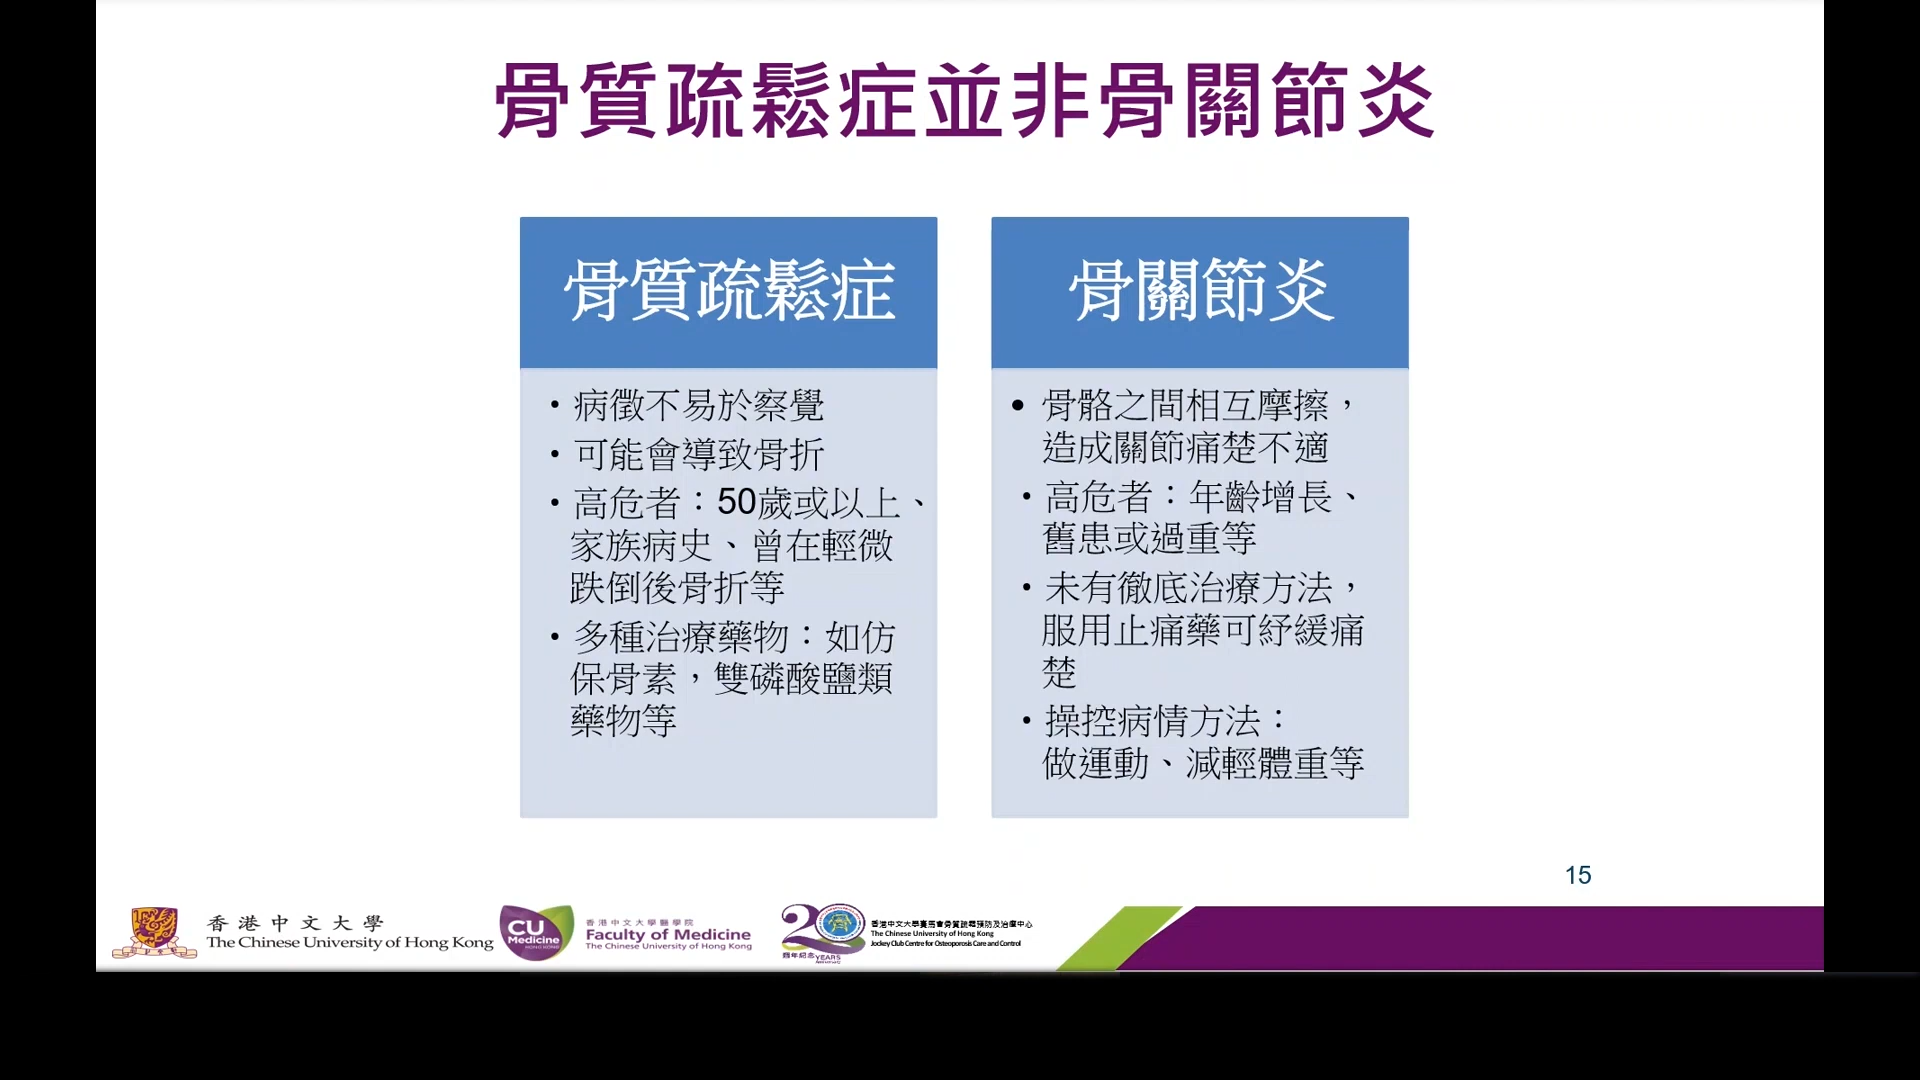 骨質疏鬆症並非骨關節炎
骨質疏鬆症
• 病徵不易於察覺
• 可能會導致骨折
• 高危者：50歲或以上、
家族病史、曾在輕微
跌倒後骨折等
• 多種治療藥物：如仿
保骨素，雙磷酸鹽類
藥物等
骨關節炎
• 骨骼之間相互摩擦，
造成關節痛楚不適
• 高危者：年齡增長、
舊患或過重等
• 未有徹底治療方法，
服用止痛藥可紓緩痛
楚
• 操控病情方法：
做運動、減輕體重等
15
香港中文大學
The Chinese University of Hong Kong
CU
Medicine
HONG KONG
香港中文大學醫學院
Faculty of Medicine
The Chinese University of Hong Kong
20
週年紀念 YEARS
香港中文大學賽馬會骨質疏鬆預防及治療中心
The Chinese University of Hong Kong
Jockey Club Centre for Osteoporosis Care and Control